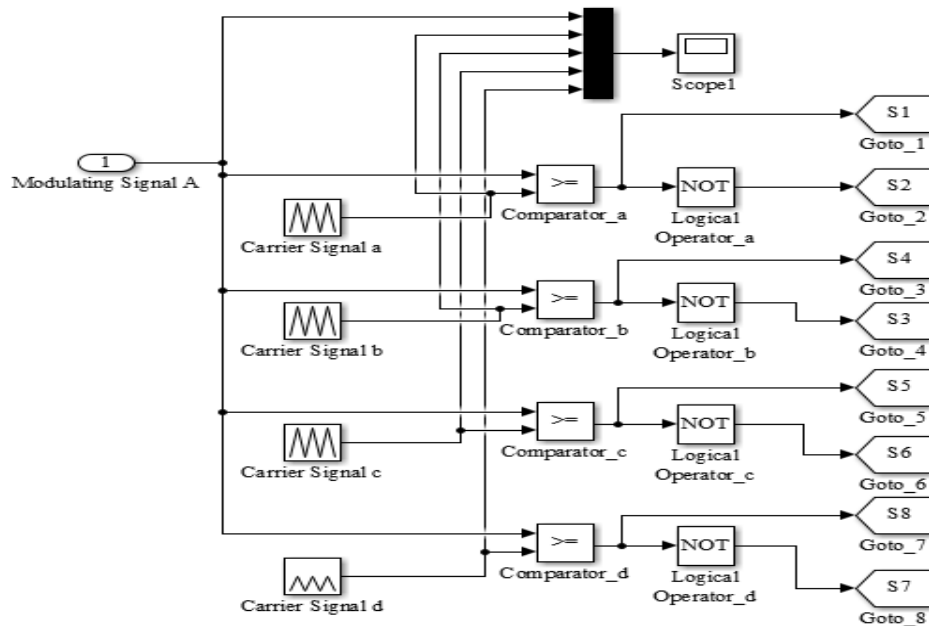 Scope1
S1
Goto_1
1
Modulating Signal A
>=
Comparator_a
NOT
Logical
Operator_a
S2
Goto_2
Carrier Signal a
S4
Goto_3
>=
Comparator_b
NOT
Logical
Operator_b
S3
Goto_4
Carrier Signal b
S5
Goto_5
>=
Comparator_c
NOT
Logical
Operator_c
S6
Goto_6
Carrier Signal c
S8
Goto_7
>=
Comparator_d
NOT
Logical
Operator_d
S7
Goto_8
Carrier Signal d